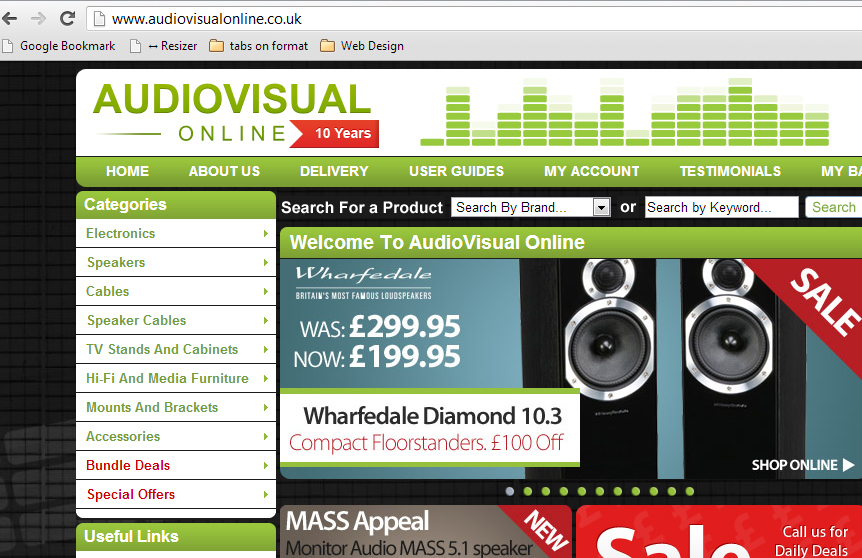 www.audiovisualonline.co.uk
Google Bookmark
Resizer
tabs on format
Web Design
AUDIOVISUAL
ONLINE
10 Years
HOME ABOUT US DELIVERY USER GUIDES MY ACCOUNT TESTIMONIALS MY BA
Categories
Electronics
Speakers
Cables
Speaker Cables
TV Stands And Cabinets
Hi-Fi And Media Furniture
Mounts And Brackets
Accessories
Bundle Deals
Special Offers
Useful Links
Search For a Product Search By Brand... or Search by Keyword... Search
Welcome To AudioVisual Online
Wharfedale
BRITAIN'S MOST FAMOUS LOUDSPEAKERS
WAS: £299.95
NOW: £199.95
SALE
Wharfedale Diamond 10.3
Compact Floorstanders. £100 Off
SHOP ONLINE
MASS Appeal
Monitor Audio MASS 5.1 speaker
NEW
Sale
Call us for
Daily Deals